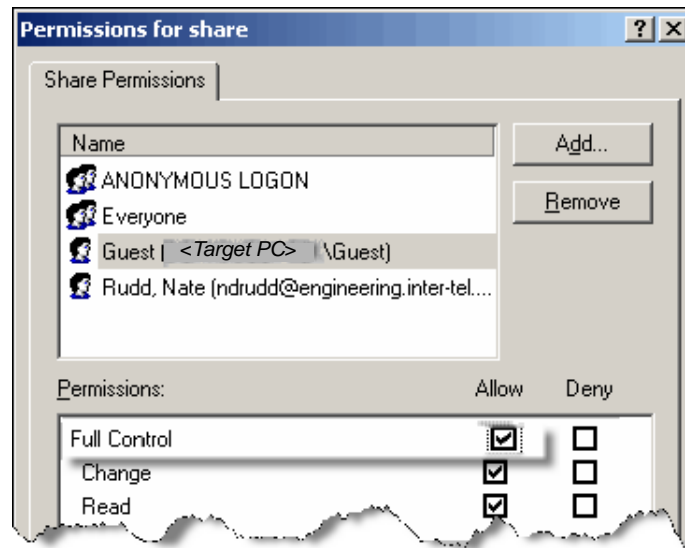 Permissions for share
Share Permissions
Name
Add...
ANONYMOUS LOGON
Remove
Everyone
Guest ( <Target PC> \Guest)
Rudd, Nate (ndrudd@engineering.inter-tel....
Permissions:
Allow
Deny
Full Control
Change
Read